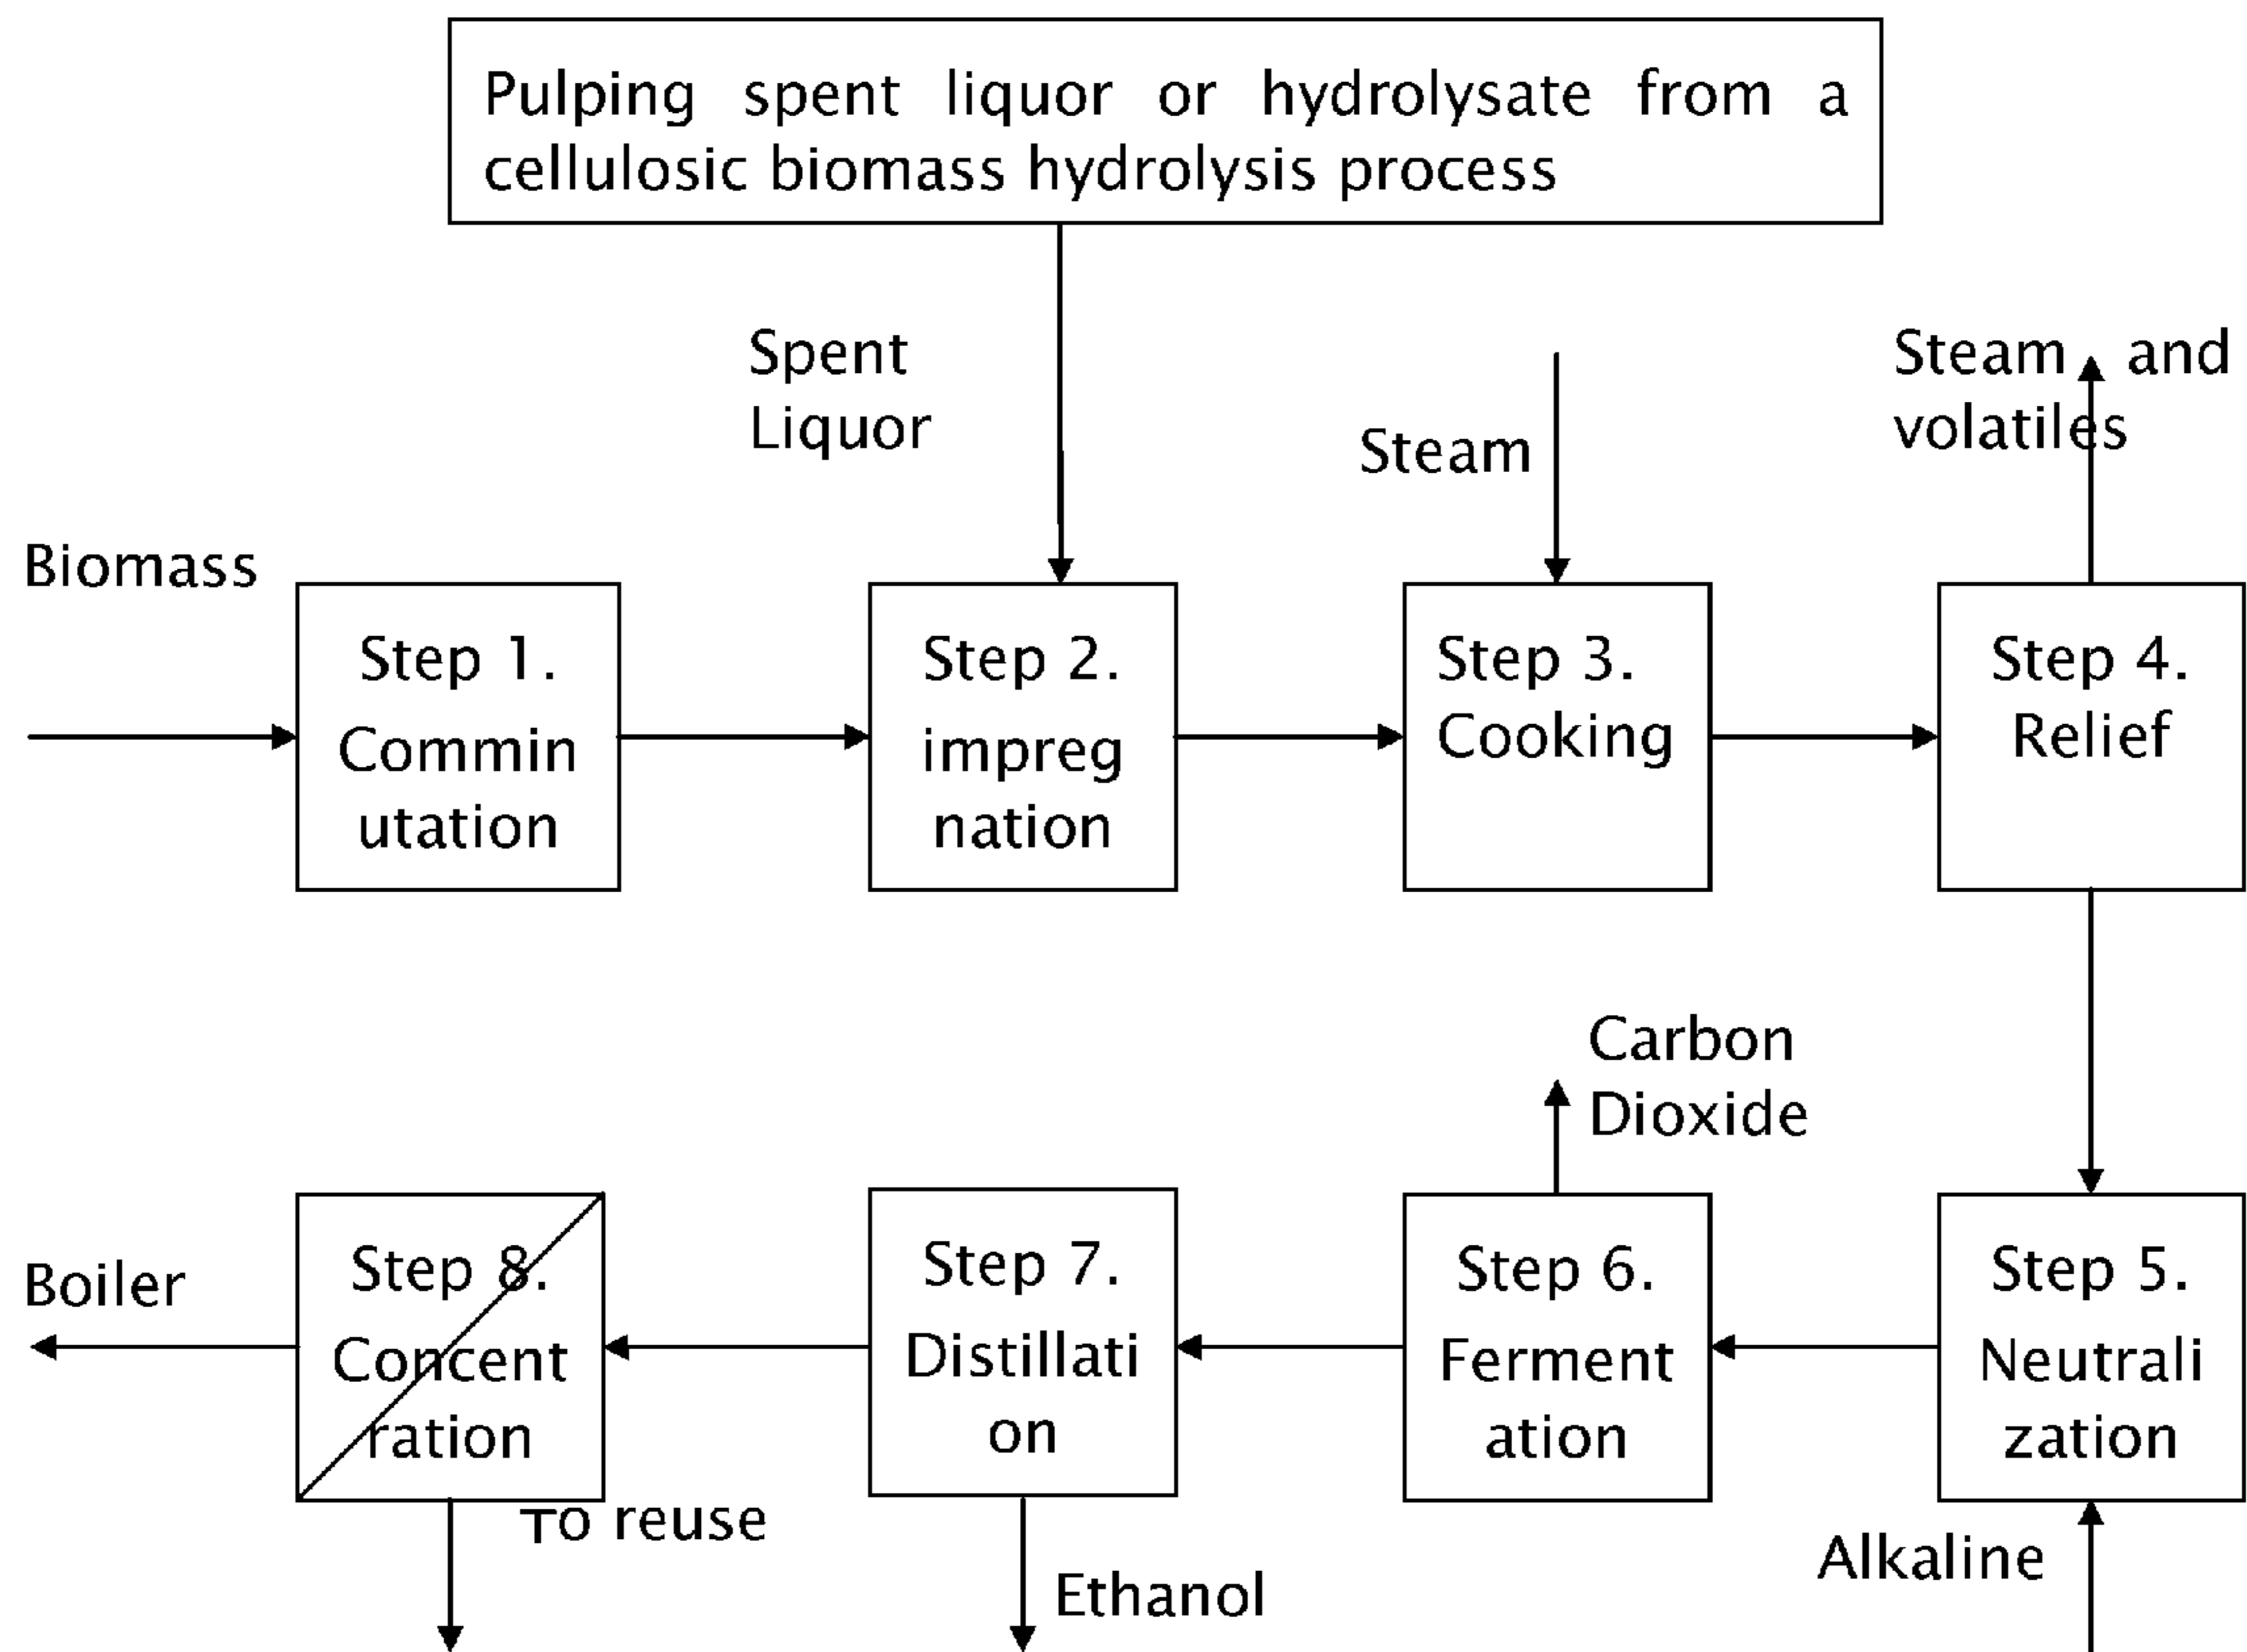 Pulping spent liquor or hydrolysate from a
cellulosic biomass hydrolysis process
Spent
Liquor
Steam
Steam and
volatiles
Biomass
Step 1.
Commin
utation
Step 2.
impreg
nation
Step 3.
Cooking
Step 4.
Relief
Carbon
Dioxide
Boiler
Step 8.
Concent
ration
Step 7.
Distillati
on
Step 6.
Ferment
ation
Step 5.
Neutrali
zation
To reuse
Ethanol
Alkaline